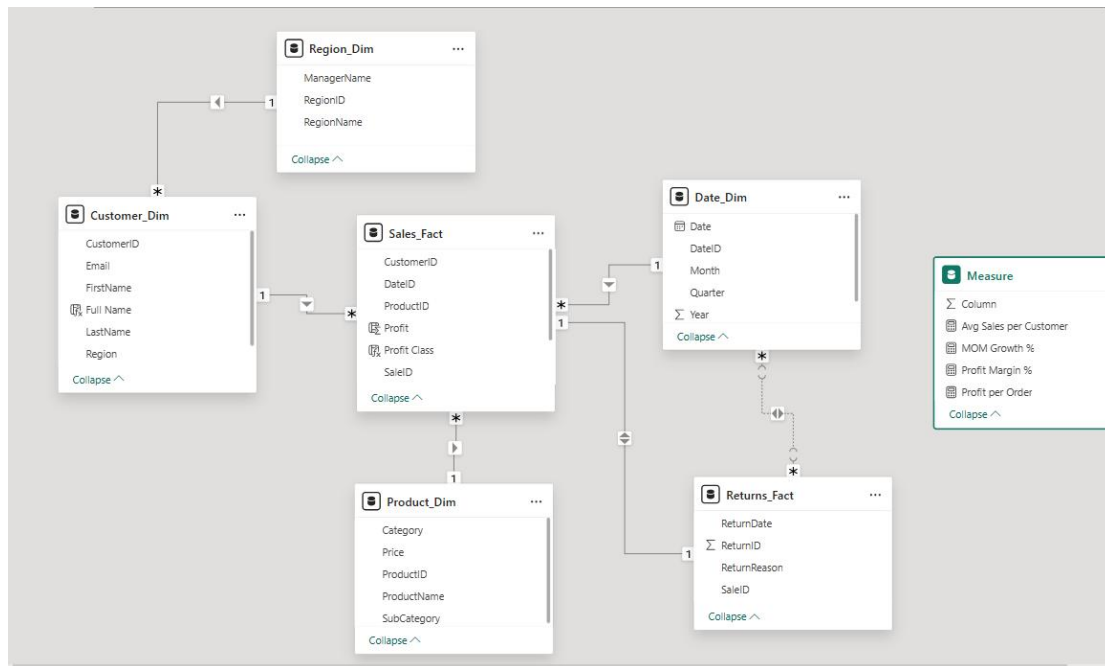 Region_Dim
ManagerName
RegionID
RegionName
Collapse
1
*
Customer_Dim
CustomerID
Email
FirstName
Full Name
LastName
Region
Collapse
1
*
Sales_Fact
CustomerID
DateID
ProductID
Profit
Profit Class
SaleID
Collapse
*
1
*
1
Product_Dim
Category
Price
ProductID
ProductName
SubCategory
Collapse
1
Date_Dim
Date
DateID
Month
Quarter
Σ Year
Collapse
*
*
1
Returns_Fact
ReturnDate
Σ ReturnID
ReturnReason
SaleID
Collapse
Measure
Σ Column
Avg Sales per Customer
MOM Growth %
Profit Margin %
Profit per Order
Collapse